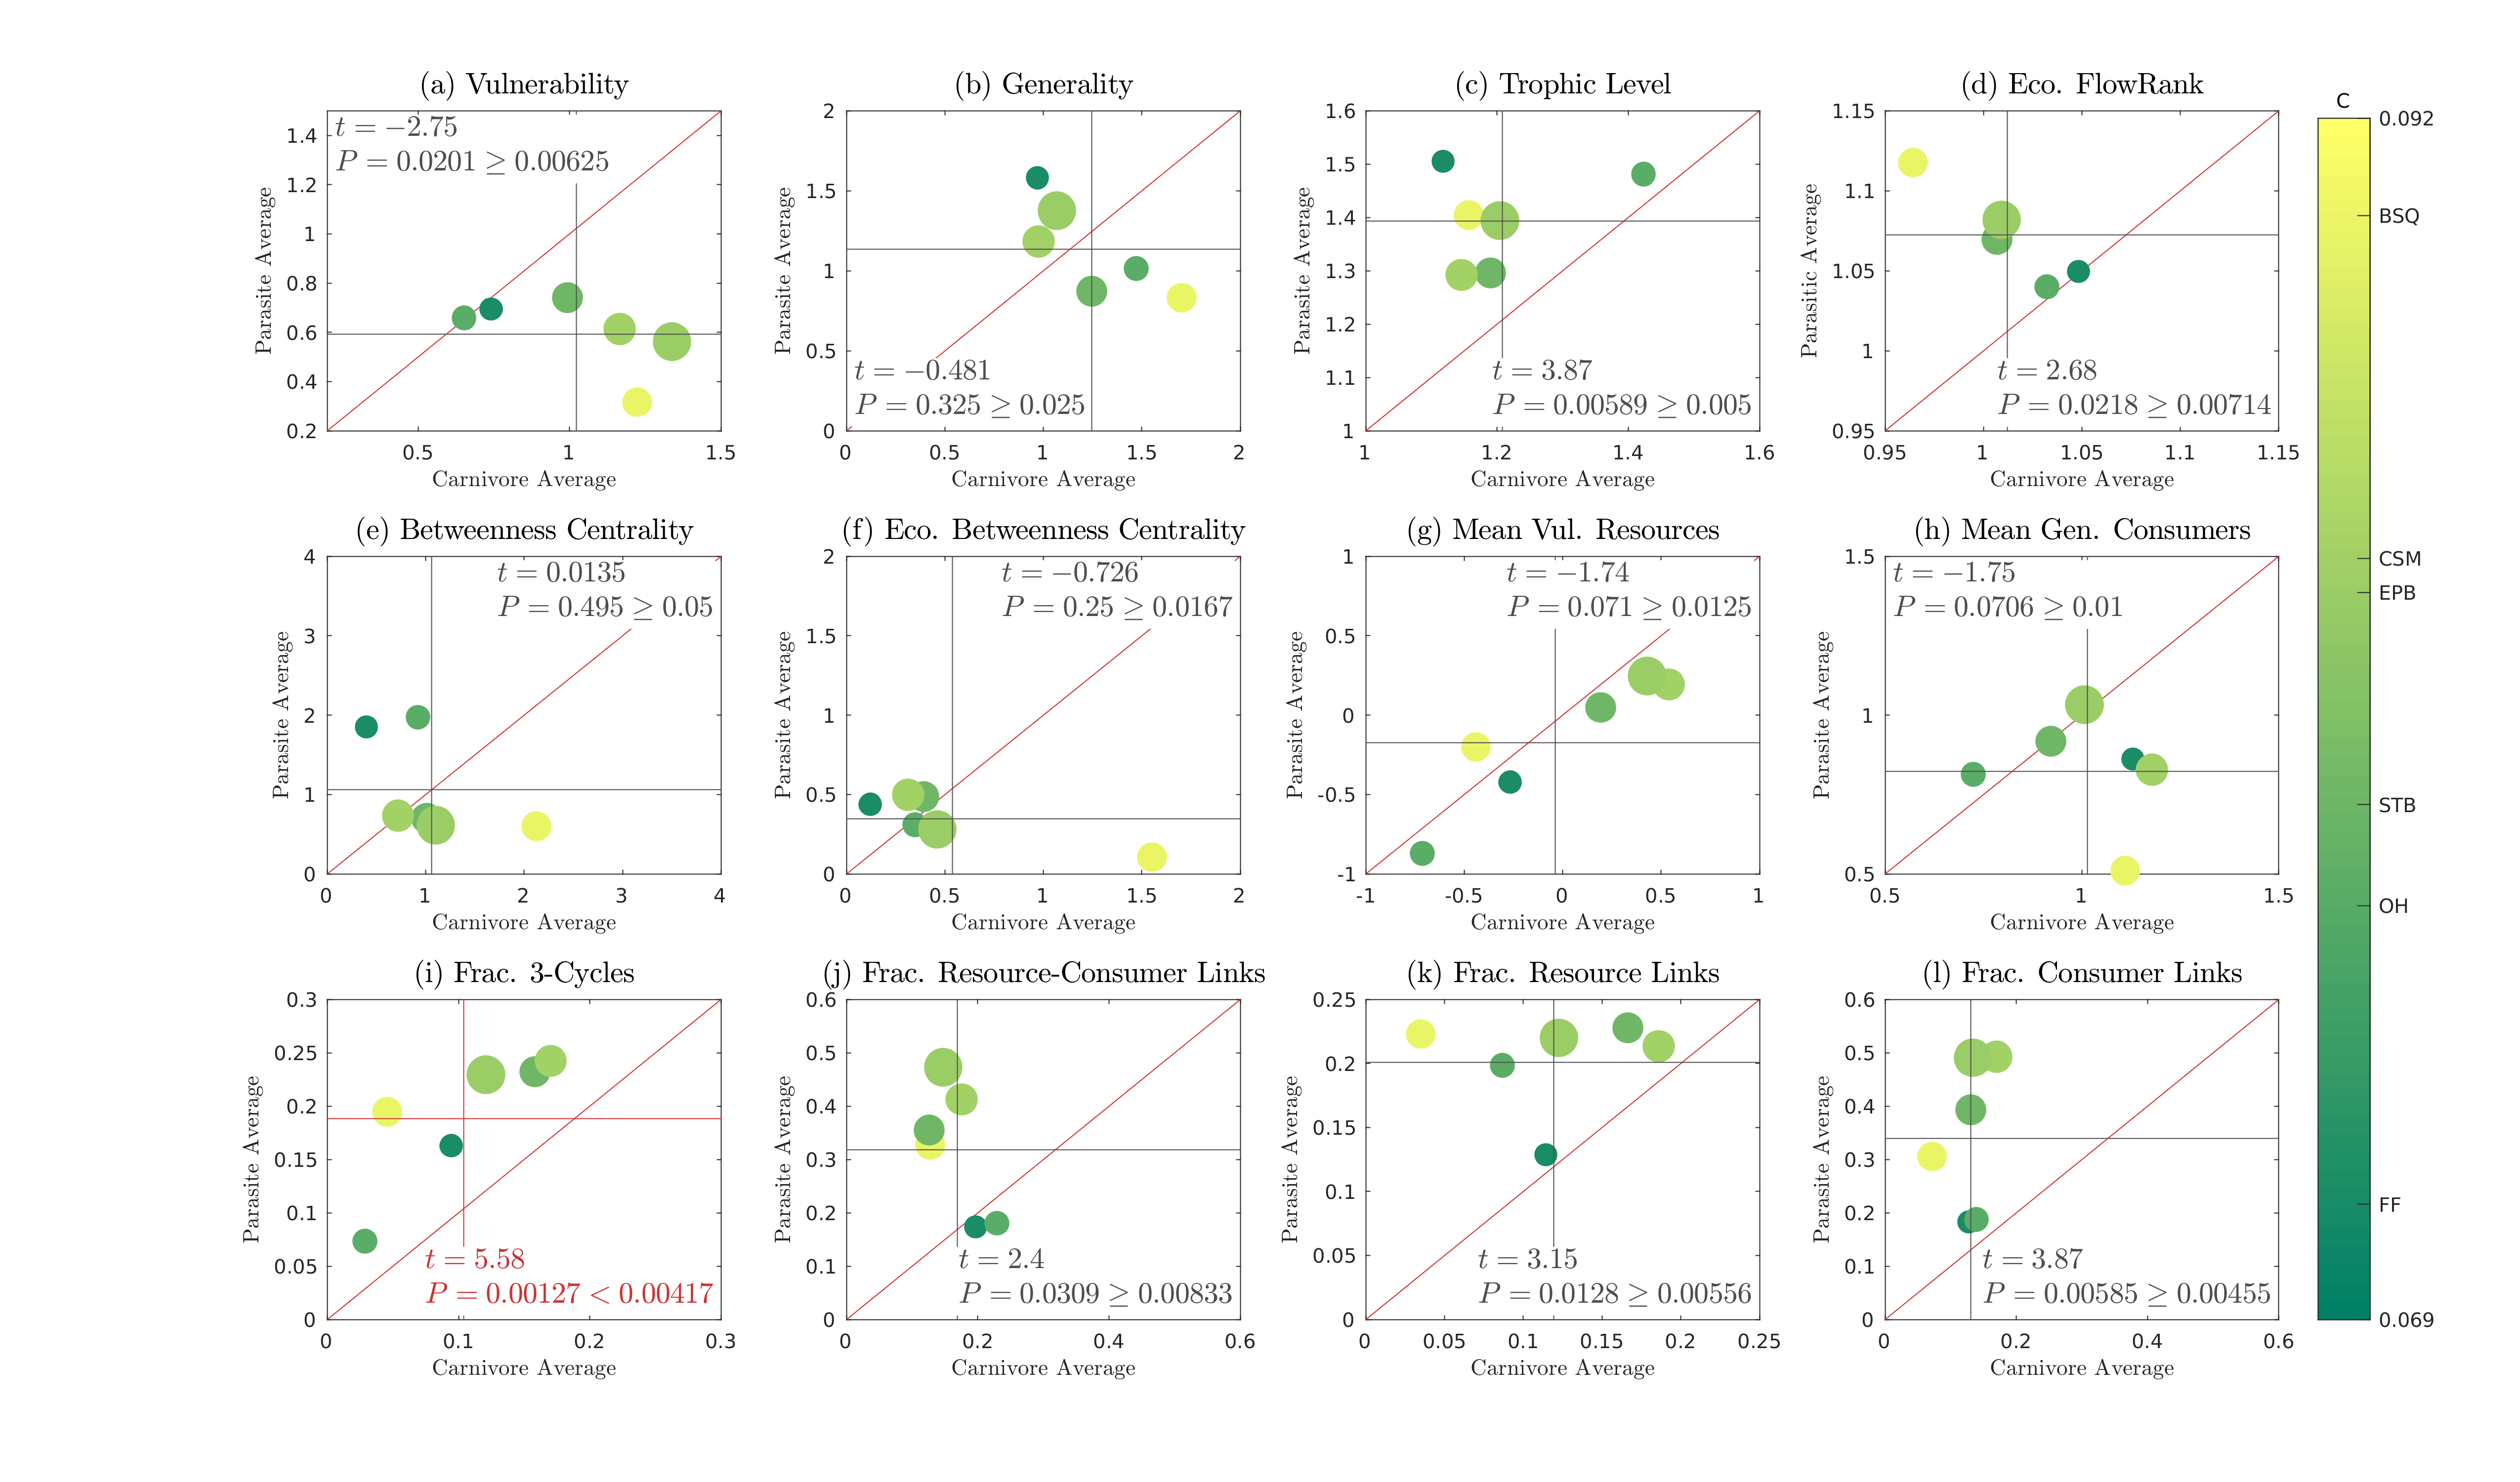 (a) Vulnerability
t = −2.75
P = 0.0201 ≥ 0.00625
1.4
1.2
1
0.8
0.6
0.4
0.2
0.5 1 1.5
Parasite Average
Carnivore Average
(b) Generality
t = −0.481
P = 0.325 ≥ 0.025
2
1.5
1
0.5
0
0 0.5 1 1.5 2
Parasite Average
Carnivore Average
(c) Trophic Level
t = 3.87
P = 0.00589 ≥ 0.005
1.6
1.5
1.4
1.3
1.2
1.1
1
1 1.2 1.4 1.6
Parasite Average
Carnivore Average
(d) Eco. FlowRank
t = 2.68
P = 0.0218 ≥ 0.00714
1.15
1.1
1.05
1
0.95
0.95 1 1.05 1.1 1.15
Parasitic Average
Carnivore Average
(e) Betweenness Centrality
t = 0.0135
P = 0.495 ≥ 0.05
4
3
2
1
0
0 1 2 3 4
Parasite Average
Carnivore Average
(f) Eco. Betweenness Centrality
t = −0.726
P = 0.25 ≥ 0.0167
2
1.5
1
0.5
0
0 0.5 1 1.5 2
Parasite Average
Carnivore Average
(g) Mean Vul. Resources
t = −1.74
P = 0.071 ≥ 0.0125
1
0.5
0
-0.5
-1
-1 -0.5 0 0.5 1
Parasite Average
Carnivore Average
(h) Mean Gen. Consumers
t = −1.75
P = 0.0706 ≥ 0.01
1.5
1
0.5
0.5 1 1.5
Parasite Average
Carnivore Average
(i) Frac. 3-Cycles
t = 5.58
P = 0.00127 < 0.00417
0.3
0.25
0.2
0.15
0.1
0.05
0
0 0.1 0.2 0.3
Parasite Average
Carnivore Average
(j) Frac. Resource-Consumer Links
t = 2.4
P = 0.0309 ≥ 0.00833
0.6
0.5
0.4
0.3
0.2
0.1
0
0 0.2 0.4 0.6
Parasite Average
Carnivore Average
(k) Frac. Resource Links
t = 3.15
P = 0.0128 ≥ 0.00556
0.25
0.2
0.15
0.1
0.05
0
0 0.05 0.1 0.15 0.2 0.25
Parasite Average
Carnivore Average
(l) Frac. Consumer Links
t = 3.87
P = 0.00585 ≥ 0.00455
0.6
0.5
0.4
0.3
0.2
0.1
0
0 0.2 0.4 0.6
Parasite Average
Carnivore Average
C
0.092
BSQ
CSM
EPB
STB
OH
FF
0.069